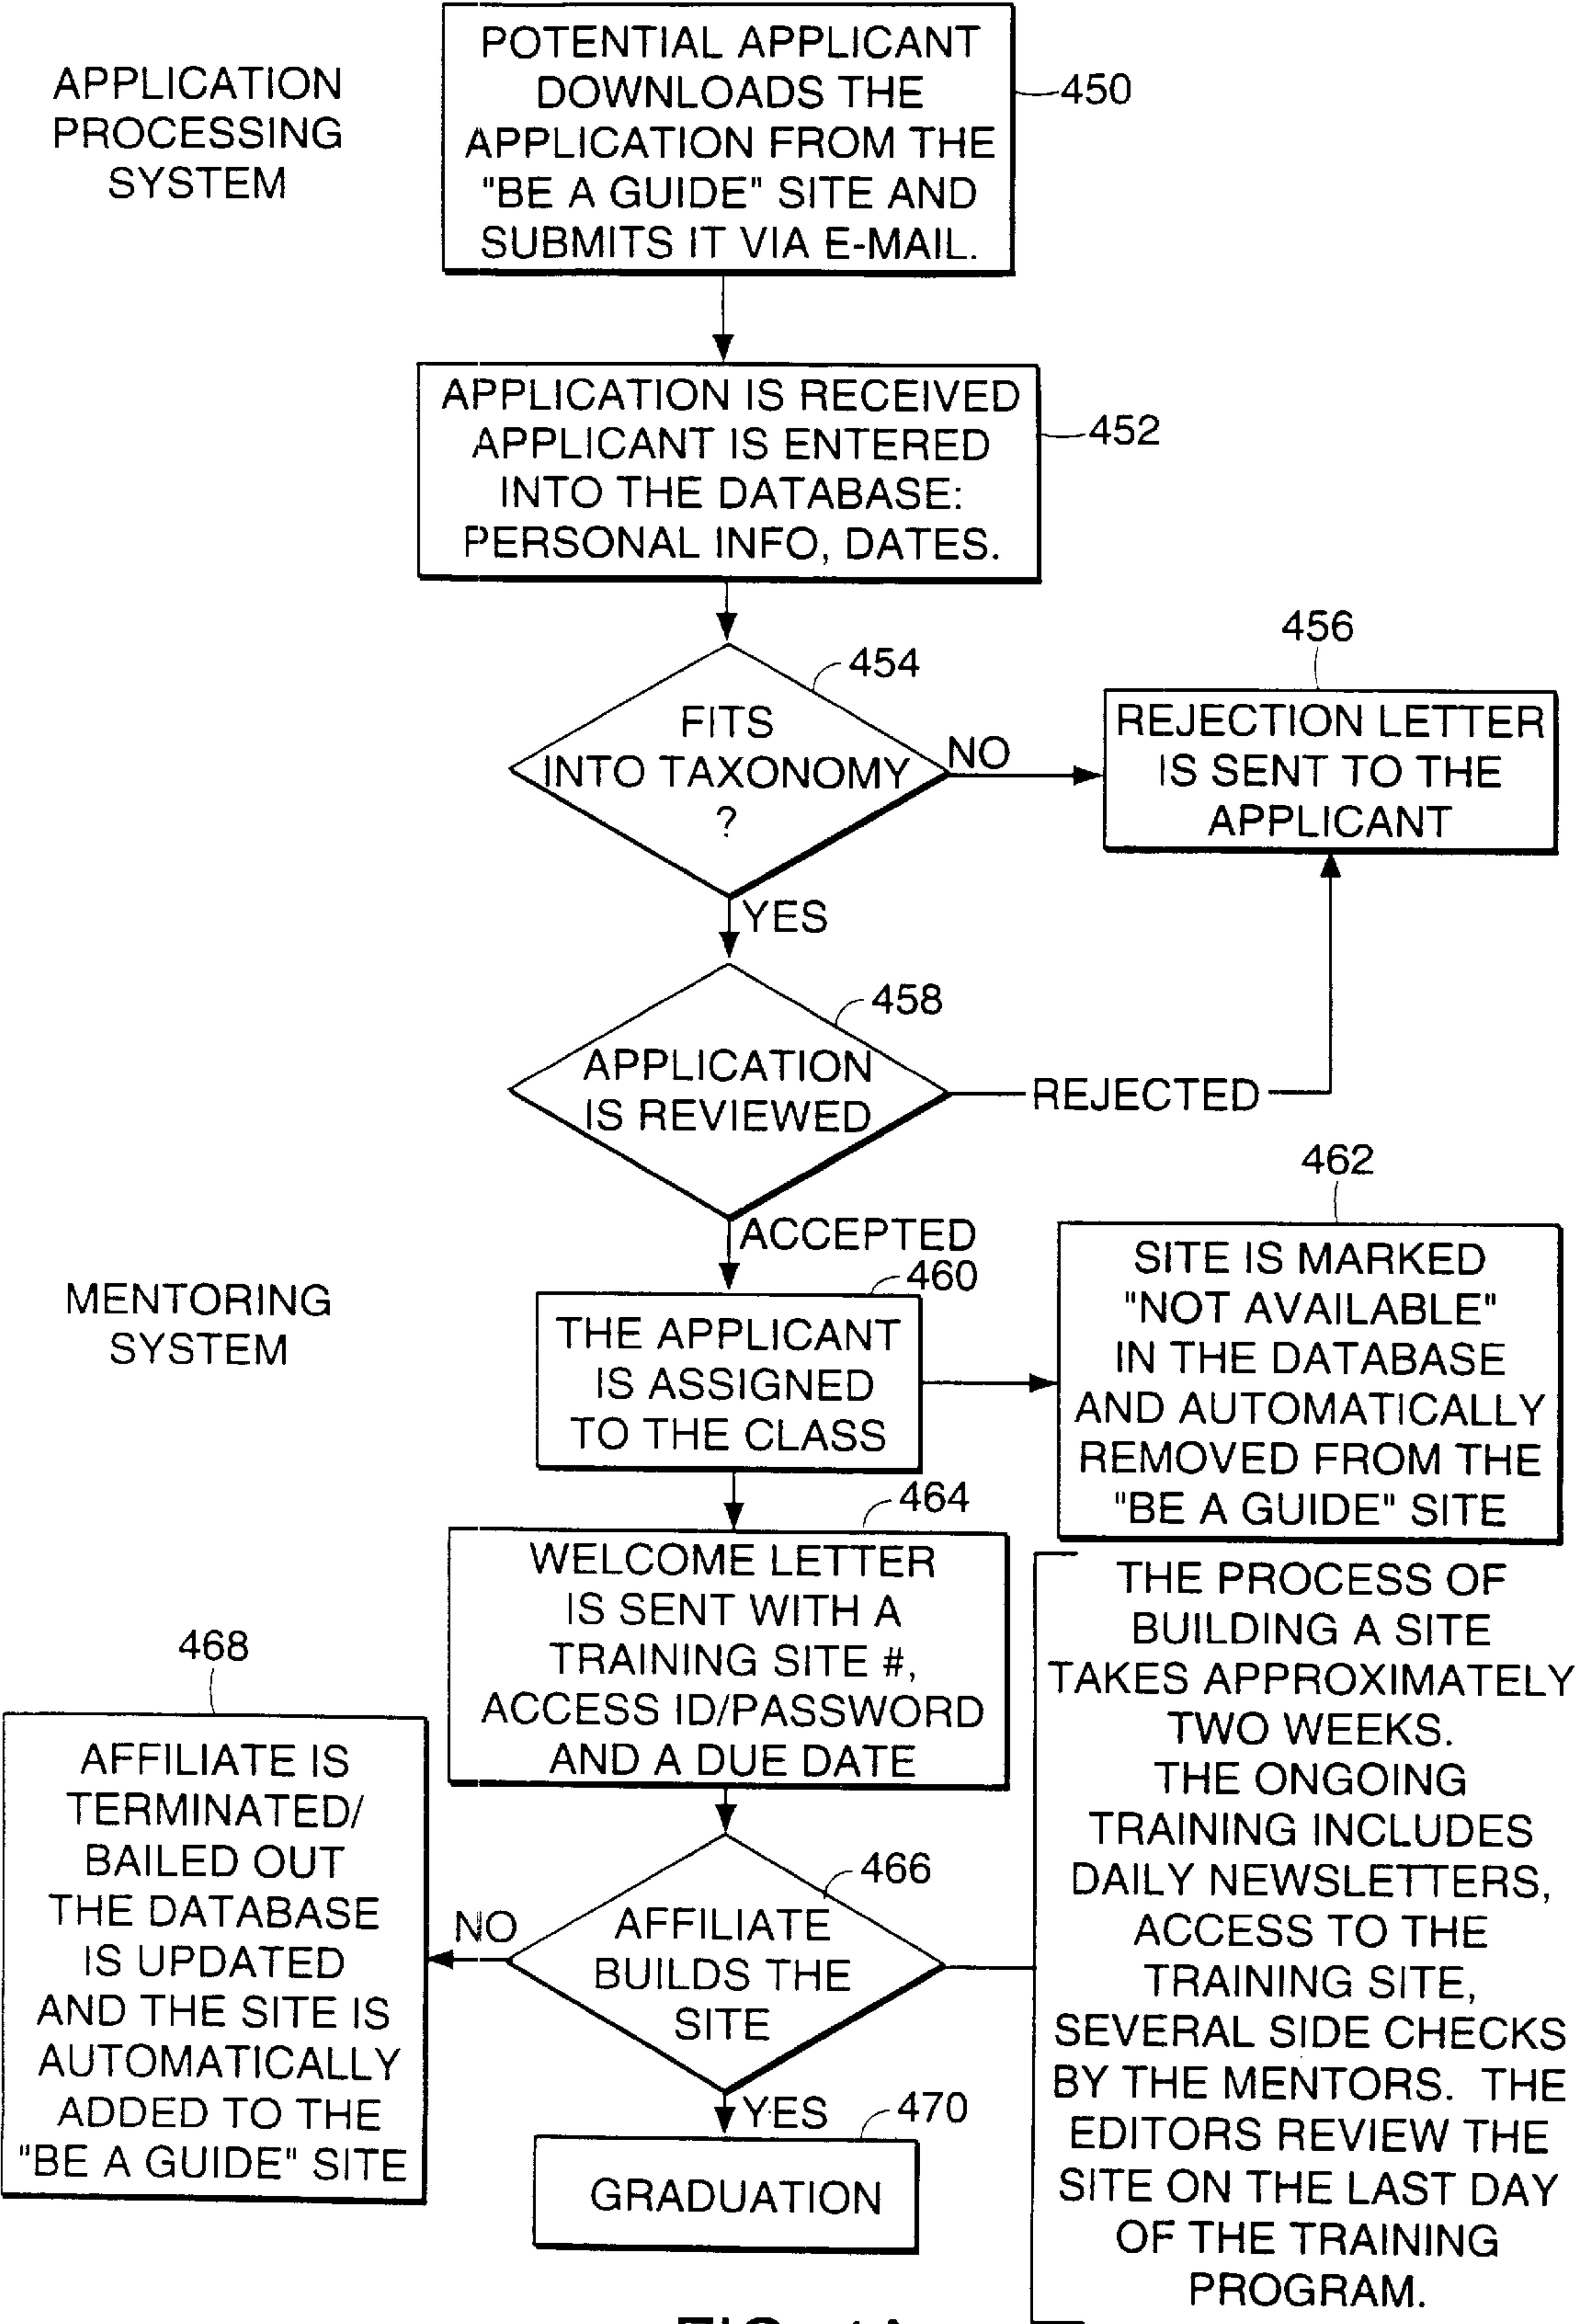 APPLICATION
PROCESSING
SYSTEM
POTENTIAL APPLICANT
DOWNLOADS THE
APPLICATION FROM THE
"BE A GUIDE" SITE AND
SUBMITS IT VIA E-MAIL.
450
APPLICATION IS RECEIVED
APPLICANT IS ENTERED
INTO THE DATABASE:
PERSONAL INFO, DATES.
452
454
FITS
INTO TAXONOMY
?
NO
456
REJECTION LETTER
IS SENT TO THE
APPLICANT
YES
458
APPLICATION
IS REVIEWED
REJECTED
ACCEPTED
MENTORING
SYSTEM
460
THE APPLICANT
IS ASSIGNED
TO THE CLASS
462
SITE IS MARKED
"NOT AVAILABLE"
IN THE DATABASE
AND AUTOMATICALLY
REMOVED FROM THE
"BE A GUIDE" SITE
464
WELCOME LETTER
IS SENT WITH A
TRAINING SITE #,
ACCESS ID/PASSWORD
AND A DUE DATE
466
AFFILIATE
BUILDS THE
SITE
NO
468
AFFILIATE IS
TERMINATED/
BAILED OUT
THE DATABASE
IS UPDATED
AND THE SITE IS
AUTOMATICALLY
ADDED TO THE
"BE A GUIDE" SITE
THE PROCESS OF
BUILDING A SITE
TAKES APPROXIMATELY
TWO WEEKS.
THE ONGOING
TRAINING INCLUDES
DAILY NEWSLETTERS,
ACCESS TO THE
TRAINING SITE,
SEVERAL SIDE CHECKS
BY THE MENTORS. THE
EDITORS REVIEW THE
SITE ON THE LAST DAY
OF THE TRAINING
PROGRAM.
YES
470
GRADUATION